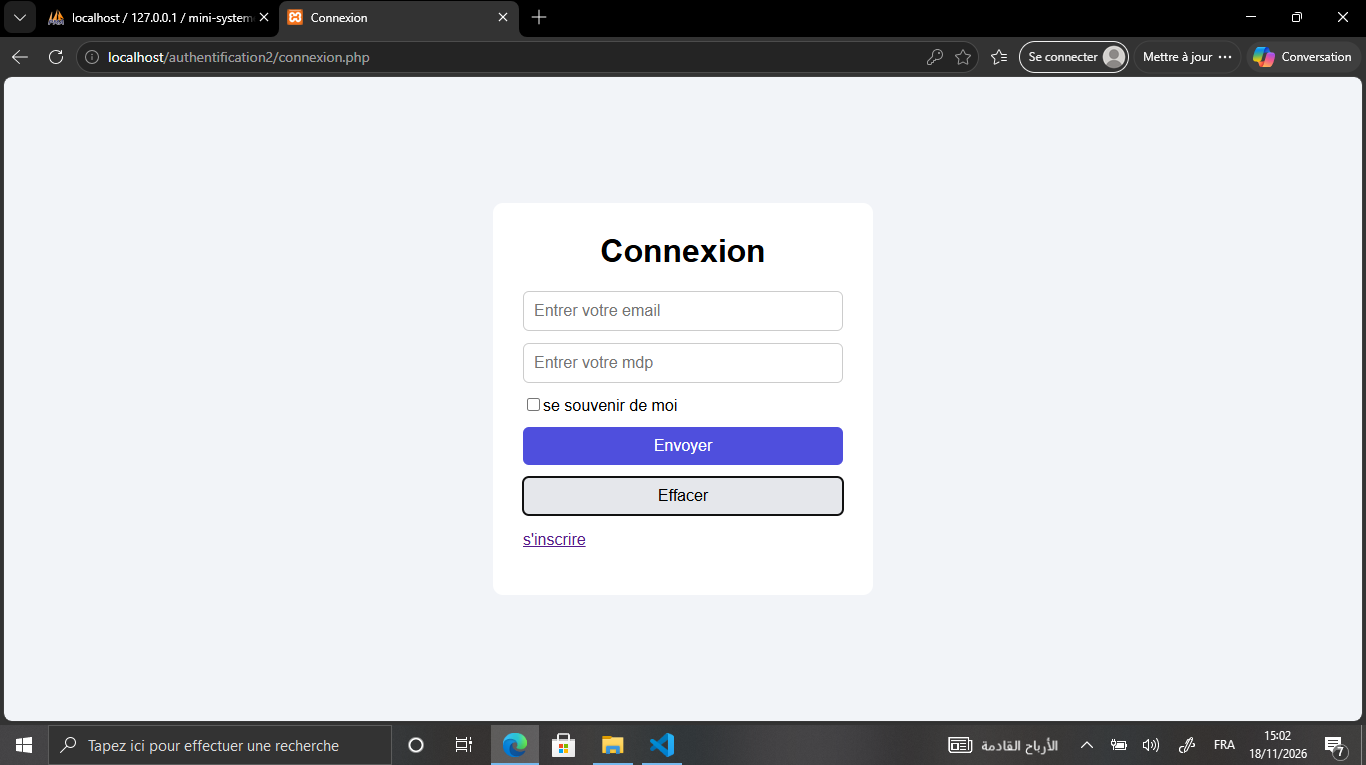 localhost / 127.0.0.1 / mini-system
Connexion
localhost/authentification2/connexion.php
Se connecter
Mettre à jour
Conversation
Connexion
Entrer votre email
Entrer votre mdp
se souvenir de moi
Envoyer
Effacer
s'inscrire
Tapez ici pour effectuer une recherche
الأرباح القادمة
FRA
15:02
18/11/2026
7